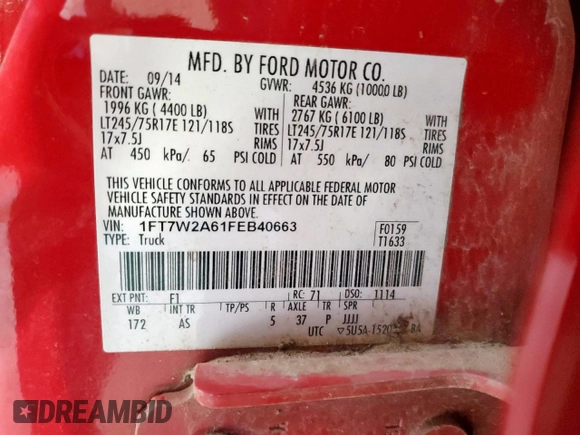 MFD. BY FORD MOTOR CO.
DATE: 09/14 GVWR: 4536 KG (10000 LB)
FRONT GAWR: REAR GAWR:
1996 KG (4400 LB) WITH 2767 KG (6100 LB) WITH
LT245/75R17E 121/118S TIRES LT245/75R17E 121/118S TIRES
17x7.5J RIMS 17x7.5J RIMS
AT 450 kPa/ 65 PSI COLD AT 550 kPa/ 80 PSI COLD
THIS VEHICLE CONFORMS TO ALL APPLICABLE FEDERAL MOTOR
VEHICLE SAFETY STANDARDS IN EFFECT ON THE DATE OF
MANUFACTURE SHOWN ABOVE.
VIN: 1FT7W2A61FEB40663 F0159
TYPE: Truck T1633
EXT PNT: F1 RC: 71 DSO: 1114
WB INT TR TP/PS R AXLE TR SPR
172 AS 5 37 P JJJJ
UTC
DREAMBID